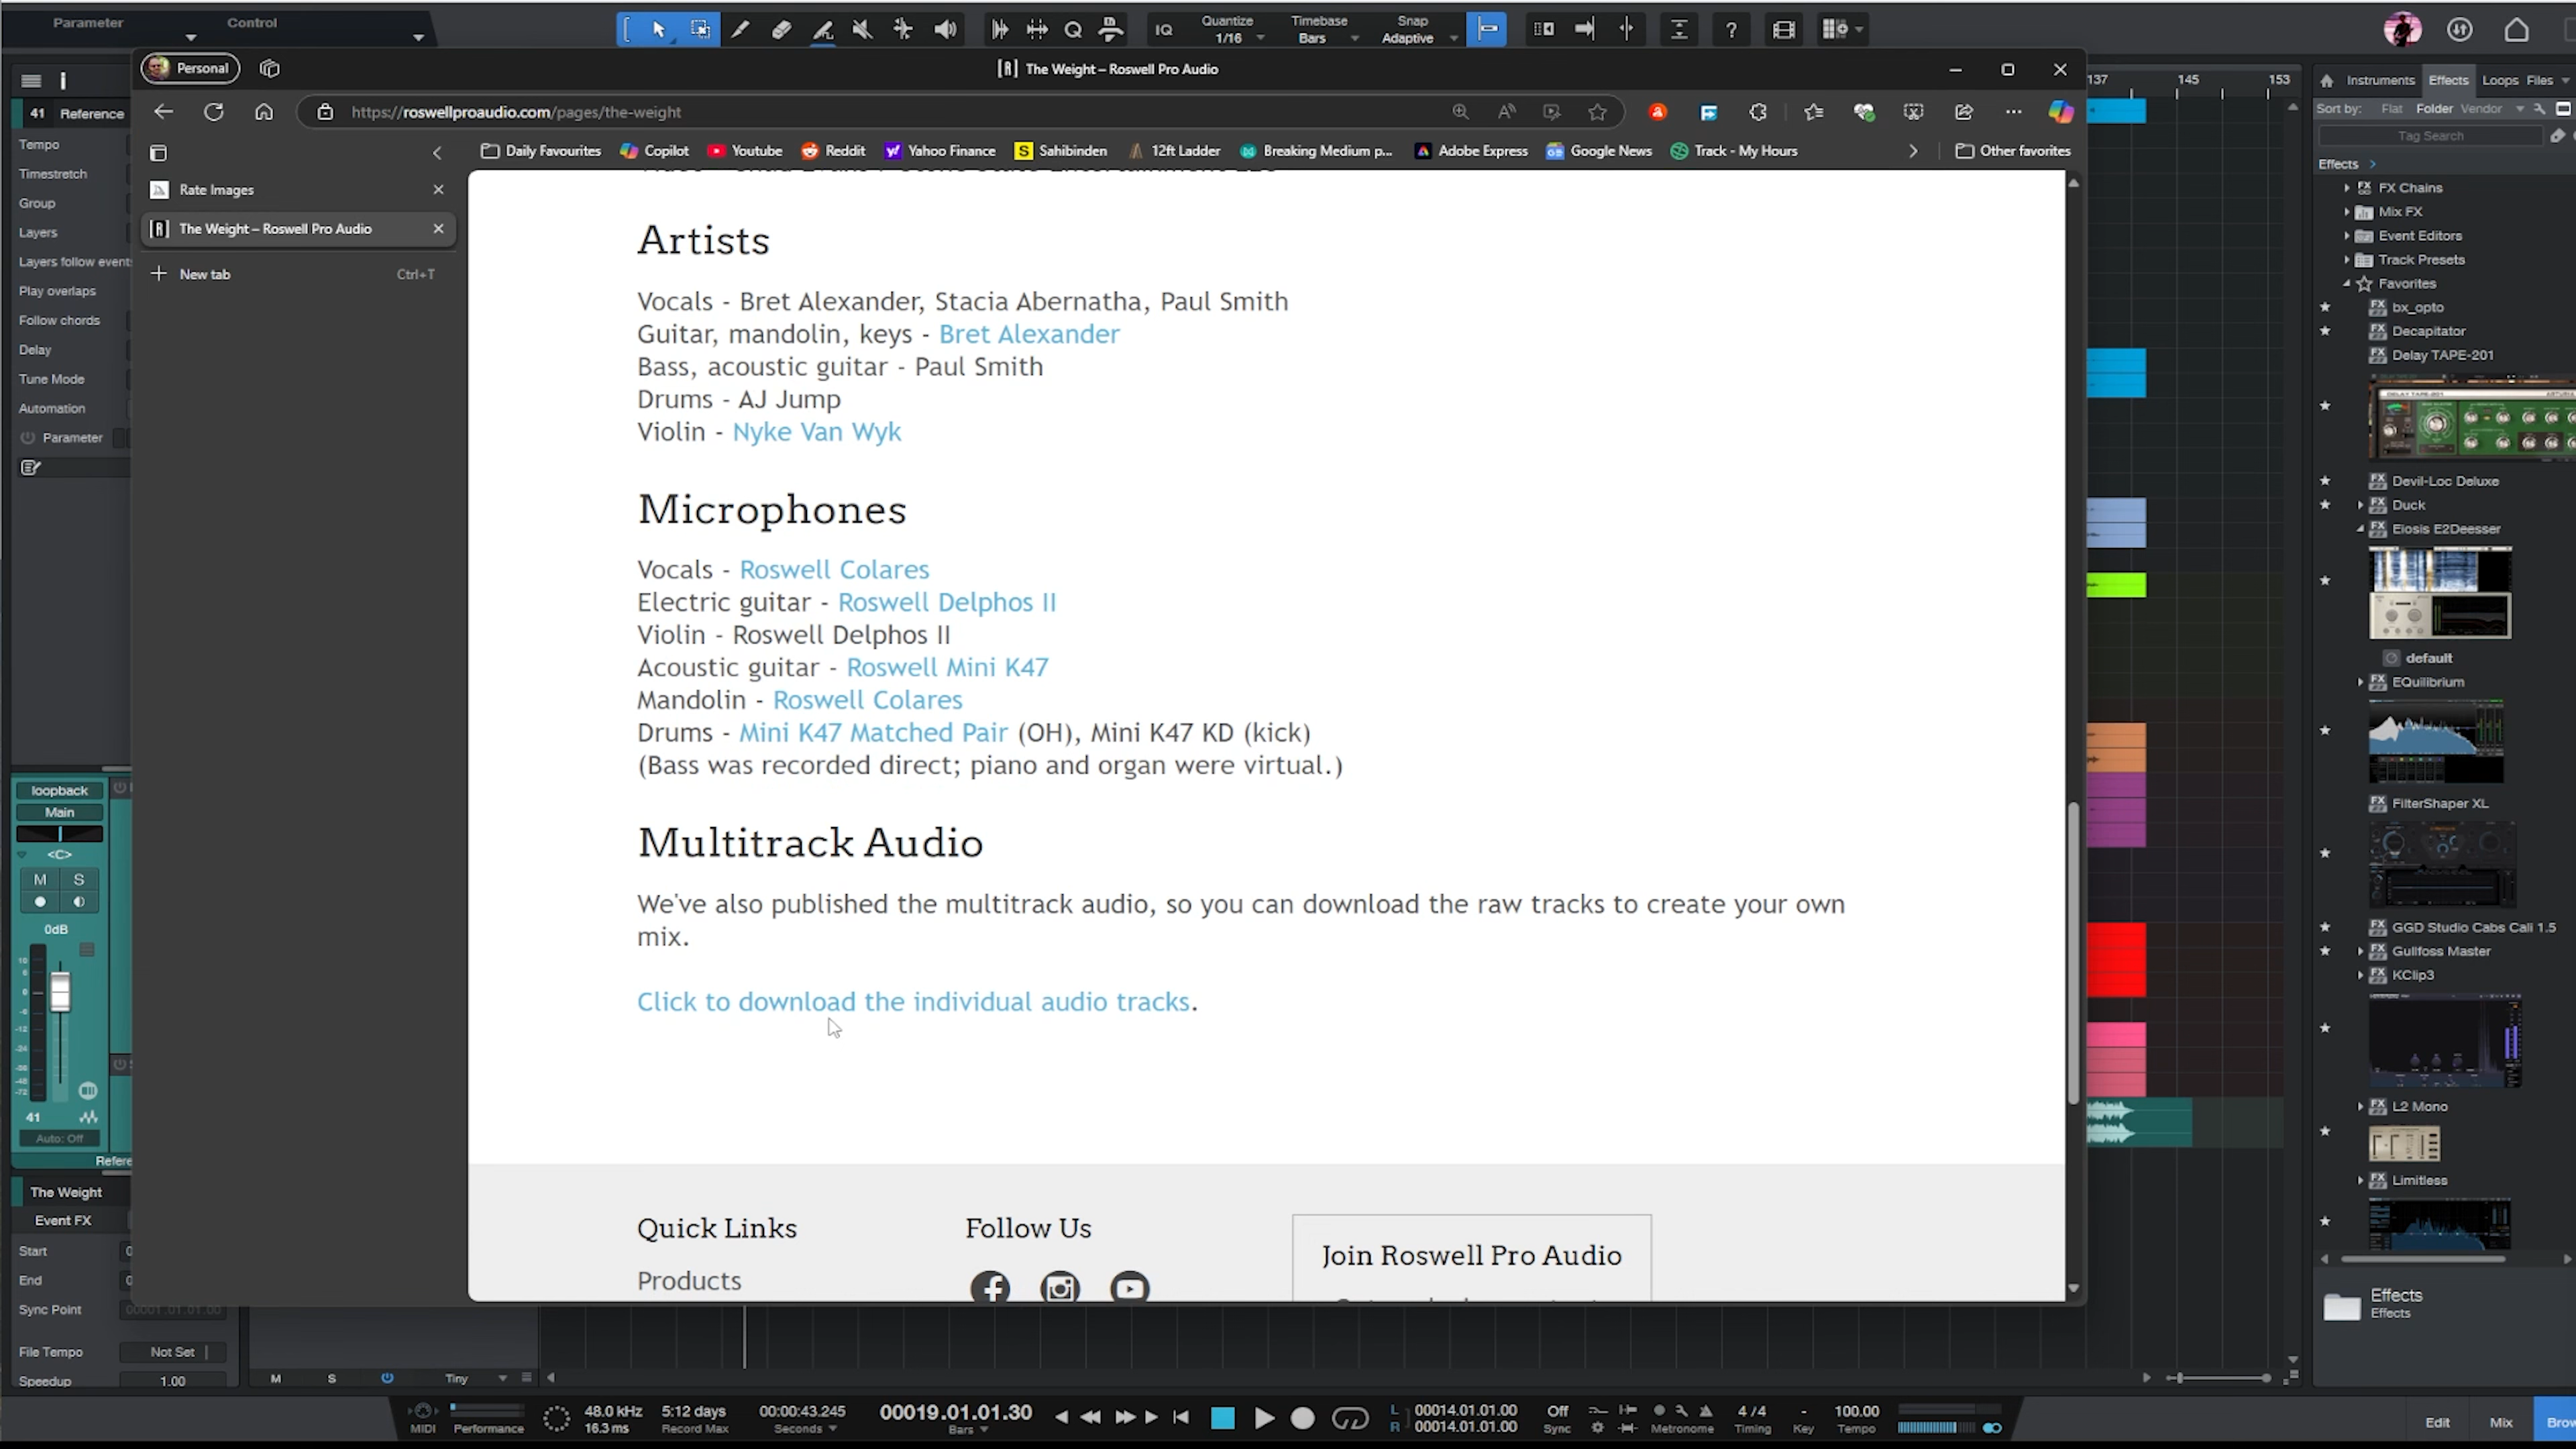 Parameter
Control
Quantize
1/16
Timebase
Bars
Snap
Adaptive
IQ
Q
?
Personal
The Weight – Roswell Pro Audio
i
137
145
153
Instruments
Effects
Loops
Files
41
Reference
https://roswellproaudio.com/pages/the-weight
Sort by:
Flat
Folder
Vendor
Tag Search
Tempo
Timestretch
Group
Layers
Layers follow event
Play overlaps
Follow chords
Delay
Tune Mode
Automation
Parameter
Daily Favourites
Copilot
Youtube
Reddit
Yahoo Finance
Sahibinden
12ft Ladder
Breaking Medium p...
Adobe Express
Google News
Track - My Hours
Other favorites
Rate Images
The Weight – Roswell Pro Audio
New tab
Ctrl+T
Artists
Vocals - Bret Alexander, Stacia Abernatha, Paul Smith
Guitar, mandolin, keys - Bret Alexander
Bass, acoustic guitar - Paul Smith
Drums - AJ Jump
Violin - Nyke Van Wyk
Microphones
Vocals - Roswell Colares
Electric guitar - Roswell Delphos II
Violin - Roswell Delphos II
Acoustic guitar - Roswell Mini K47
Mandolin - Roswell Colares
Drums - Mini K47 Matched Pair (OH), Mini K47 KD (kick)
(Bass was recorded direct; piano and organ were virtual.)
Multitrack Audio
We've also published the multitrack audio, so you can download the raw tracks to create your own
mix.
Click to download the individual audio tracks.
Quick Links
Products
Follow Us
Join Roswell Pro Audio
Effects
FX Chains
Mix FX
Event Editors
Track Presets
Favorites
bx_opto
Decapitator
Delay TAPE-201
Devil-Loc Deluxe
Duck
Eiosis E2Deesser
default
EQuilibrium
FilterShaper XL
GGD Studio Cabs Cali 1.5
Gullfoss Master
KClip3
L2 Mono
Limitless
Effects
Effects
loopback
Main
<C>
M
S
0dB
41
Auto: Off
Refere
The Weight
Event FX
Start
End
Sync Point
00001.01.01.00
File Tempo
Not Set
Speedup
1.00
M
S
Tiny
MIDI
Performance
48.0 kHz
16.3 ms
5:12 days
Record Max
00:00:43.245
Seconds
00019.01.01.30
Bars
L 00014.01.01.00
R 00014.01.01.00
Off
Sync
Metronome
4 / 4
Timing
-
Key
100.00
Tempo
Edit
Mix
Brow